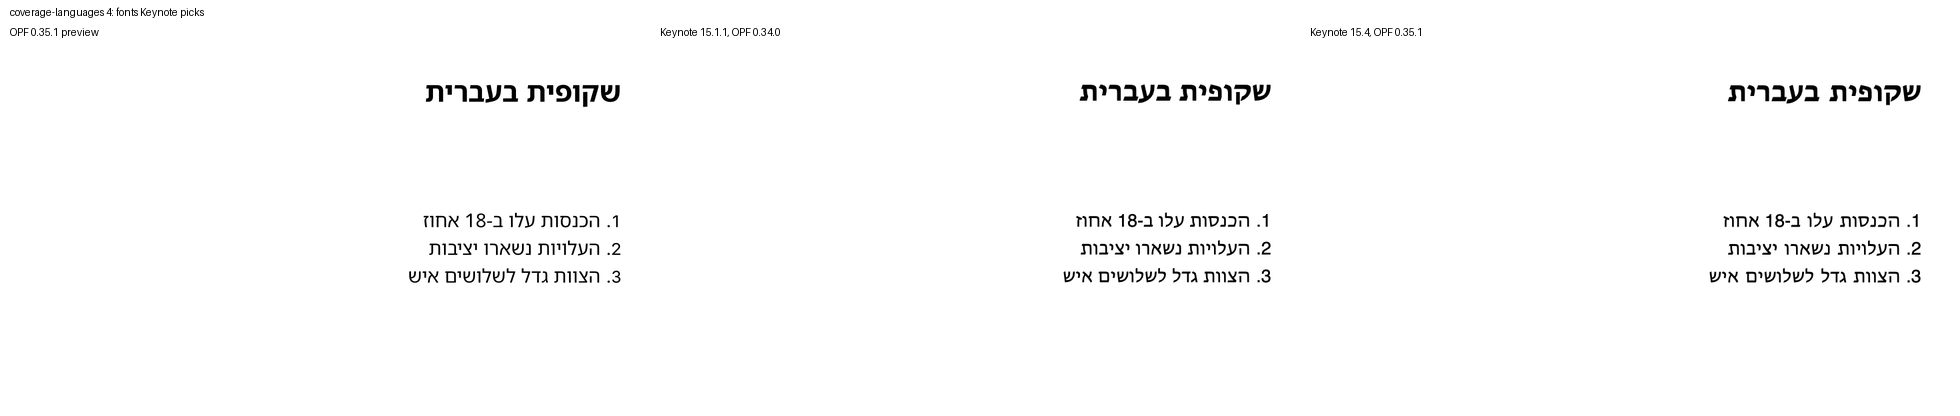 coverage-languages 4: fonts Keynote picks
OPF 0.35.1 preview
שקופית בעברית
1. הכנסות עלו ב-18 אחוז
2. העלויות נשארו יציבות
3. הצוות גדל לשלושים איש
Keynote 15.1.1, OPF 0.34.0
שקופית בעברית
1. הכנסות עלו ב-18 אחוז
2. העלויות נשארו יציבות
3. הצוות גדל לשלושים איש
Keynote 15.4, OPF 0.35.1
שקופית בעברית
1. הכנסות עלו ב-18 אחוז
2. העלויות נשארו יציבות
3. הצוות גדל לשלושים איש